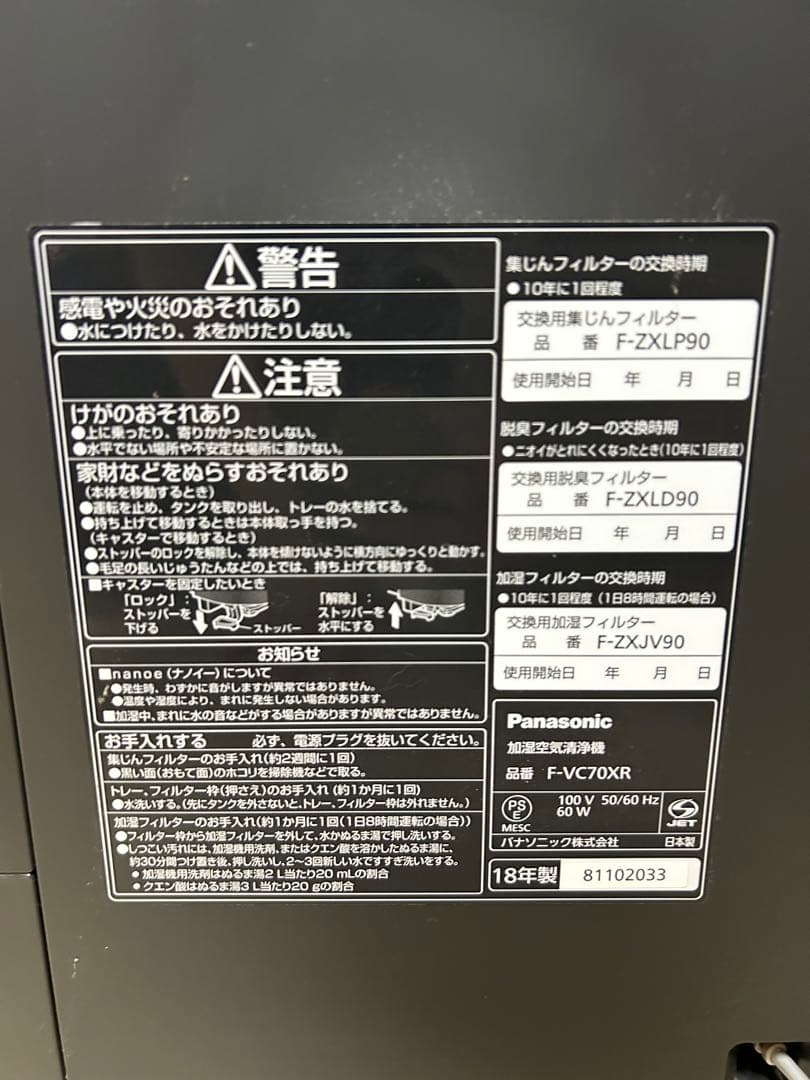 警告
感電や火災のおそれあり
●水につけたり、水をかけたりしない。
注意
けがのおそれあり
●上に乗ったり、寄りかかったりしない。
●水平でない場所や不安定な場所に置かない。
家財などをぬらすおそれあり
(本体を移動するとき)
●運転を止め、タンクを取り出し、トレーの水を捨てる。
●持ち上げて移動するときは本体取っ手を持つ。
(キャスターで移動するとき)
●ストッパーのロックを解除し、本体を傾けないように横方向にゆっくりと動かす。
●毛足の長いじゅうたんなどの上では、持ち上げて移動する。
■キャスターを固定したいとき
「ロック」:
ストッパーを
下げる
ストッパー
「解除」:
ストッパーを
水平にする
お知らせ
■nanoe(ナノイー)について
●発生時、わずかに音がしますが異常ではありません。
●温度や湿度により、まれに発生しない場合があります。
■加湿中、まれに水の音などがする場合がありますが異常ではありません。
お手入れする 必ず、電源プラグを抜いてください。
集じんフィルターのお手入れ(約2週間に1回)
●黒い面(おもて面)のホコリを掃除機などで取る。
トレー、フィルター枠(押さえ)のお手入れ(約1か月に1回)
●水洗いする。(先にタンクを外さないと、トレー、フィルター枠は外れません。)
加湿フィルターのお手入れ(約1か月に1回(1日8時間運転の場合))
●フィルター枠から加湿フィルターを外して、水かぬるま湯で押し洗いする。
●しつこい汚れには、加湿機用洗剤、またはクエン酸を溶かしたぬるま湯に、
約30分間つけ置き後、押し洗いし、2～3回新しい水ですすぎ洗いをする。
● 加湿機用洗剤はぬるま湯2 L当たり20 mLの割合
● クエン酸はぬるま湯3 L当たり20 gの割合
集じんフィルターの交換時期
●10年に1回程度
交換用集じんフィルター
品 番 F-ZXLP90
使用開始日 年 月 日
脱臭フィルターの交換時期
●ニオイがとれにくくなったとき(10年に1回程度)
交換用脱臭フィルター
品 番 F-ZXLD90
使用開始日 年 月 日
加湿フィルターの交換時期
●10年に1回程度 (1日8時間運転の場合)
交換用加湿フィルター
品 番 F-ZXJV90
使用開始日 年 月 日
Panasonic
加湿空気清浄機
品番 F-VC70XR
PS
E
MESC
100 V 50/60 Hz
60 W
JET
パナソニック株式会社 日本製
18年製 81102033